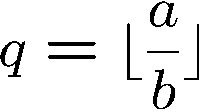 q = ⌊a/b⌋